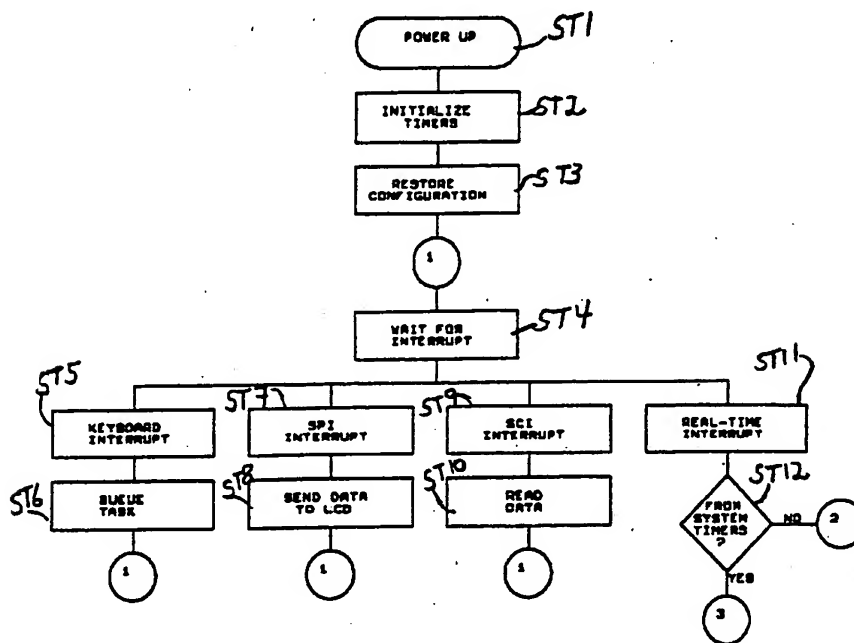 POWER UP
ST1
INITIALIZE
TIMERS
ST2
RESTORE
CONFIGURATION
ST3
1
WAIT FOR
INTERRUPT
ST4
ST5
KEYBOARD
INTERRUPT
ST7
SPI
INTERRUPT
ST9
SCI
INTERRUPT
ST11
REAL-TIME
INTERRUPT
ST6
QUEUE
TASK
ST8
SEND DATA
TO LCD
ST10
READ
DATA
ST12
FROM
SYSTEM
TIMERS
?
NO
2
YES
1
1
1
3